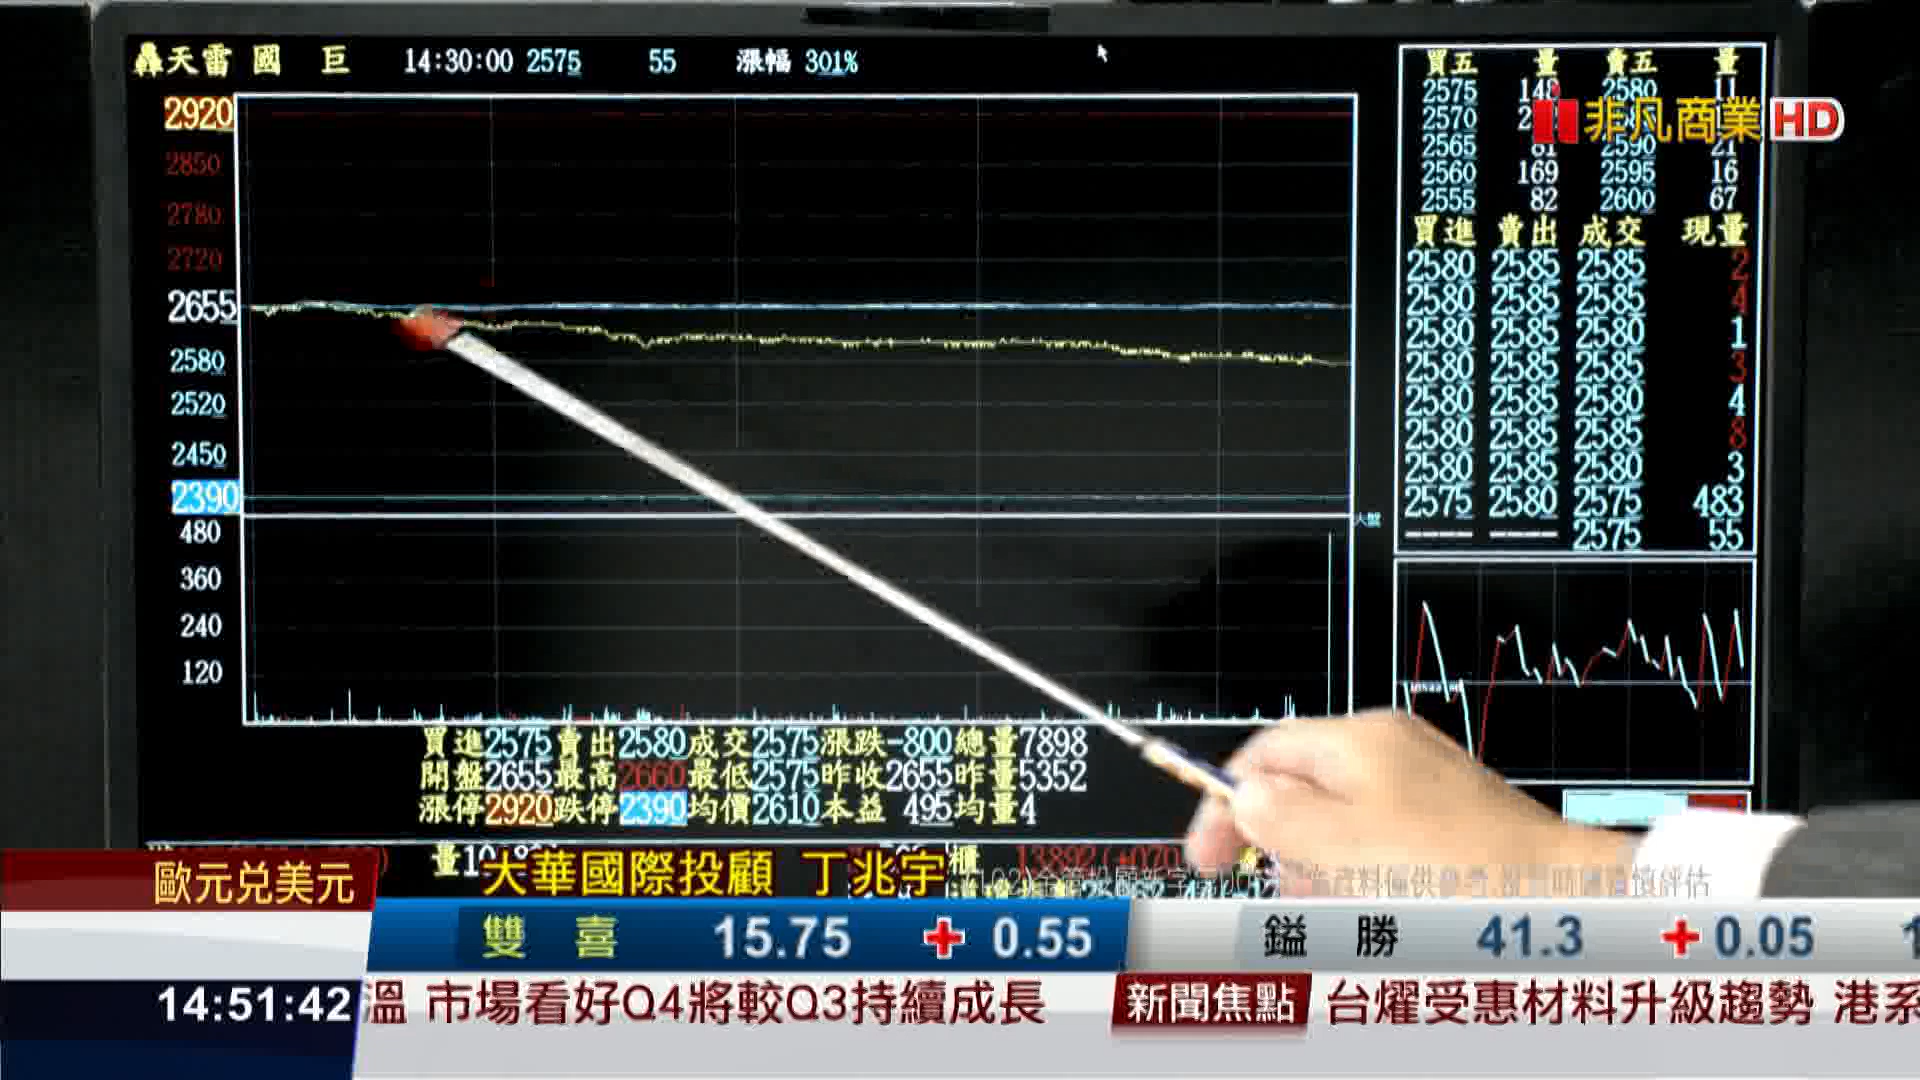 轟天雷 國 巨 14:30:00 2575 55 漲幅 301%
2920
2850
2780
2720
2655
2580
2520
2450
2390
480
360
240
120
大盤
買五 量 賣五 量
2575 148 2580 11
2570
2565 81 2590 21
2560 169 2595 16
2555 82 2600 67
非凡商業 HD
買進 賣出 成交 現量
2580 2585 2585 2
2580 2585 2585 4
2580 2585 2580 1
2580 2585 2585 3
2580 2585 2580 4
2580 2585 2585 8
2580 2585 2580 3
2575 2580 2575 483
2575 55
買進2575賣出2580成交2575漲跌-800總量7898
開盤2655最高2660最低2575昨收2655昨量5352
漲停2920跌停2390均價2610本益 495均量4
歐元兌美元
大華國際投顧 丁兆宇
雙 喜 15.75 + 0.55
鎰 勝 41.3 + 0.05
14:51:42
溫 市場看好Q4將較Q3持續成長
新聞焦點 台燿受惠材料升級趨勢 港系